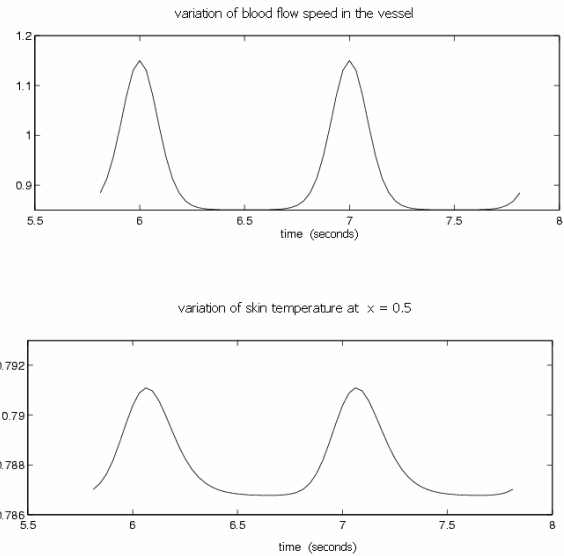 variation of blood flow speed in the vessel
1.2
1.1
1
0.9
5.5 6 6.5 7 7.5 8
time (seconds)
variation of skin temperature at x = 0.5
0.792
0.79
0.788
0.786
5.5 6 6.5 7 7.5 8
time (seconds)